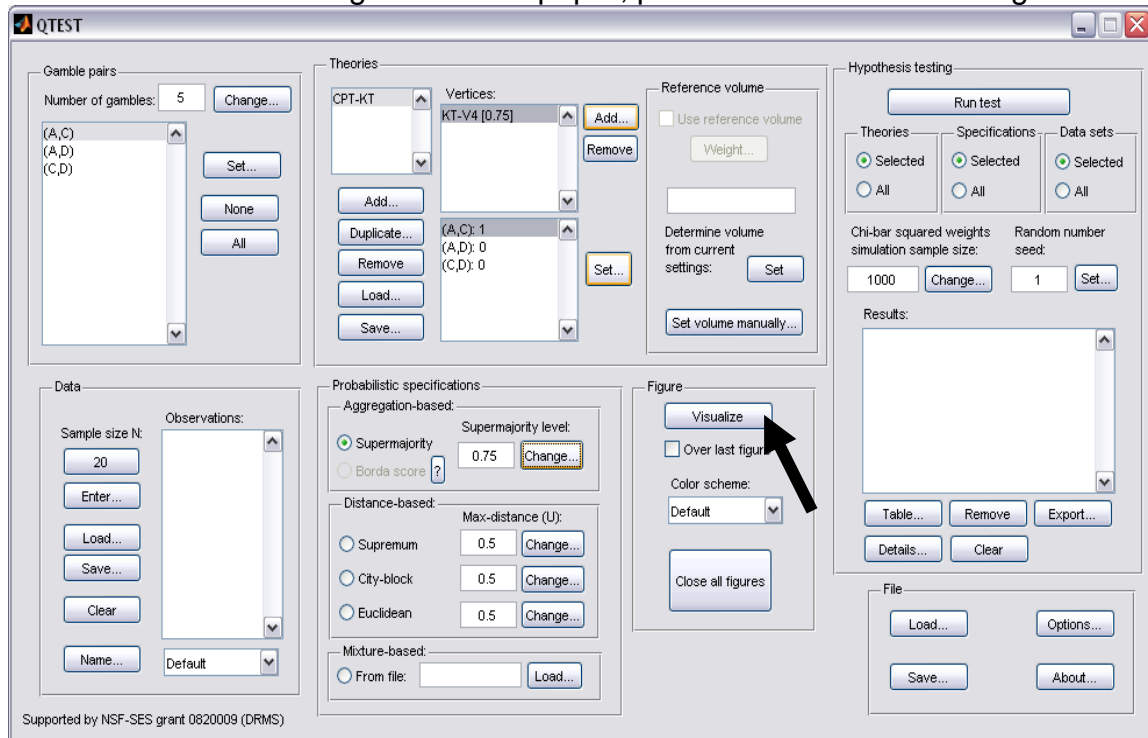 QTEST
Gamble pairs
Number of gambles: 5 Change...
(A,C)
(A,D)
(C,D)
Set...
None
All
Theories
CPT-KT
Add...
Duplicate...
Remove
Load...
Save...
Vertices:
KT-V4 [0.75]
Add...
Remove
(A,C): 1
(A,D): 0
(C,D): 0
Set...
Reference volume
Use reference volume
Weight...
Determine volume
from current
settings: Set
Set volume manually...
Hypothesis testing
Run test
Theories Specifications Data sets
Selected Selected Selected
All All All
Chi-bar squared weights
simulation sample size:
1000 Change...
Random number
seed:
1 Set...
Results:
Table... Remove Export...
Details... Clear
Data
Sample size N:
20
Enter...
Load...
Save...
Clear
Name... Default
Observations:
Probabilistic specifications
Aggregation-based:
Supermajority level:
Supermajority 0.75 Change...
Borda score ?
Distance-based:
Max-distance (U):
Supremum 0.5 Change...
City-block 0.5 Change...
Euclidean 0.5 Change...
Mixture-based:
From file: Load...
Figure
Visualize
Over last
Color scheme:
Default
Close all figures
File
Load... Options...
Save... About...
Supported by NSF-SES grant 0820009 (DRMS)